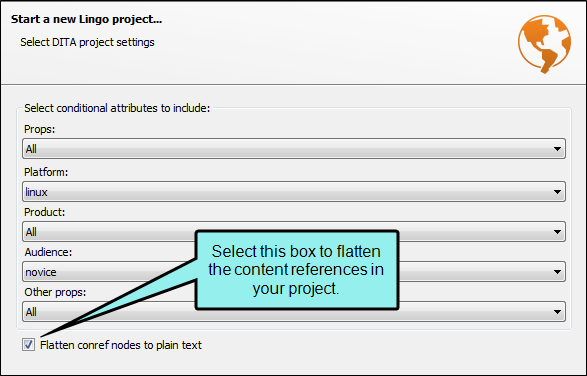 Start a new Lingo project...
Select DITA project settings
Select conditional attributes to include:
Props:
All
Platform:
linux
Product:
All
Select this box to flatten
the content references in
your project.
Audience:
novice
Other props:
All
Flatten conref nodes to plain text